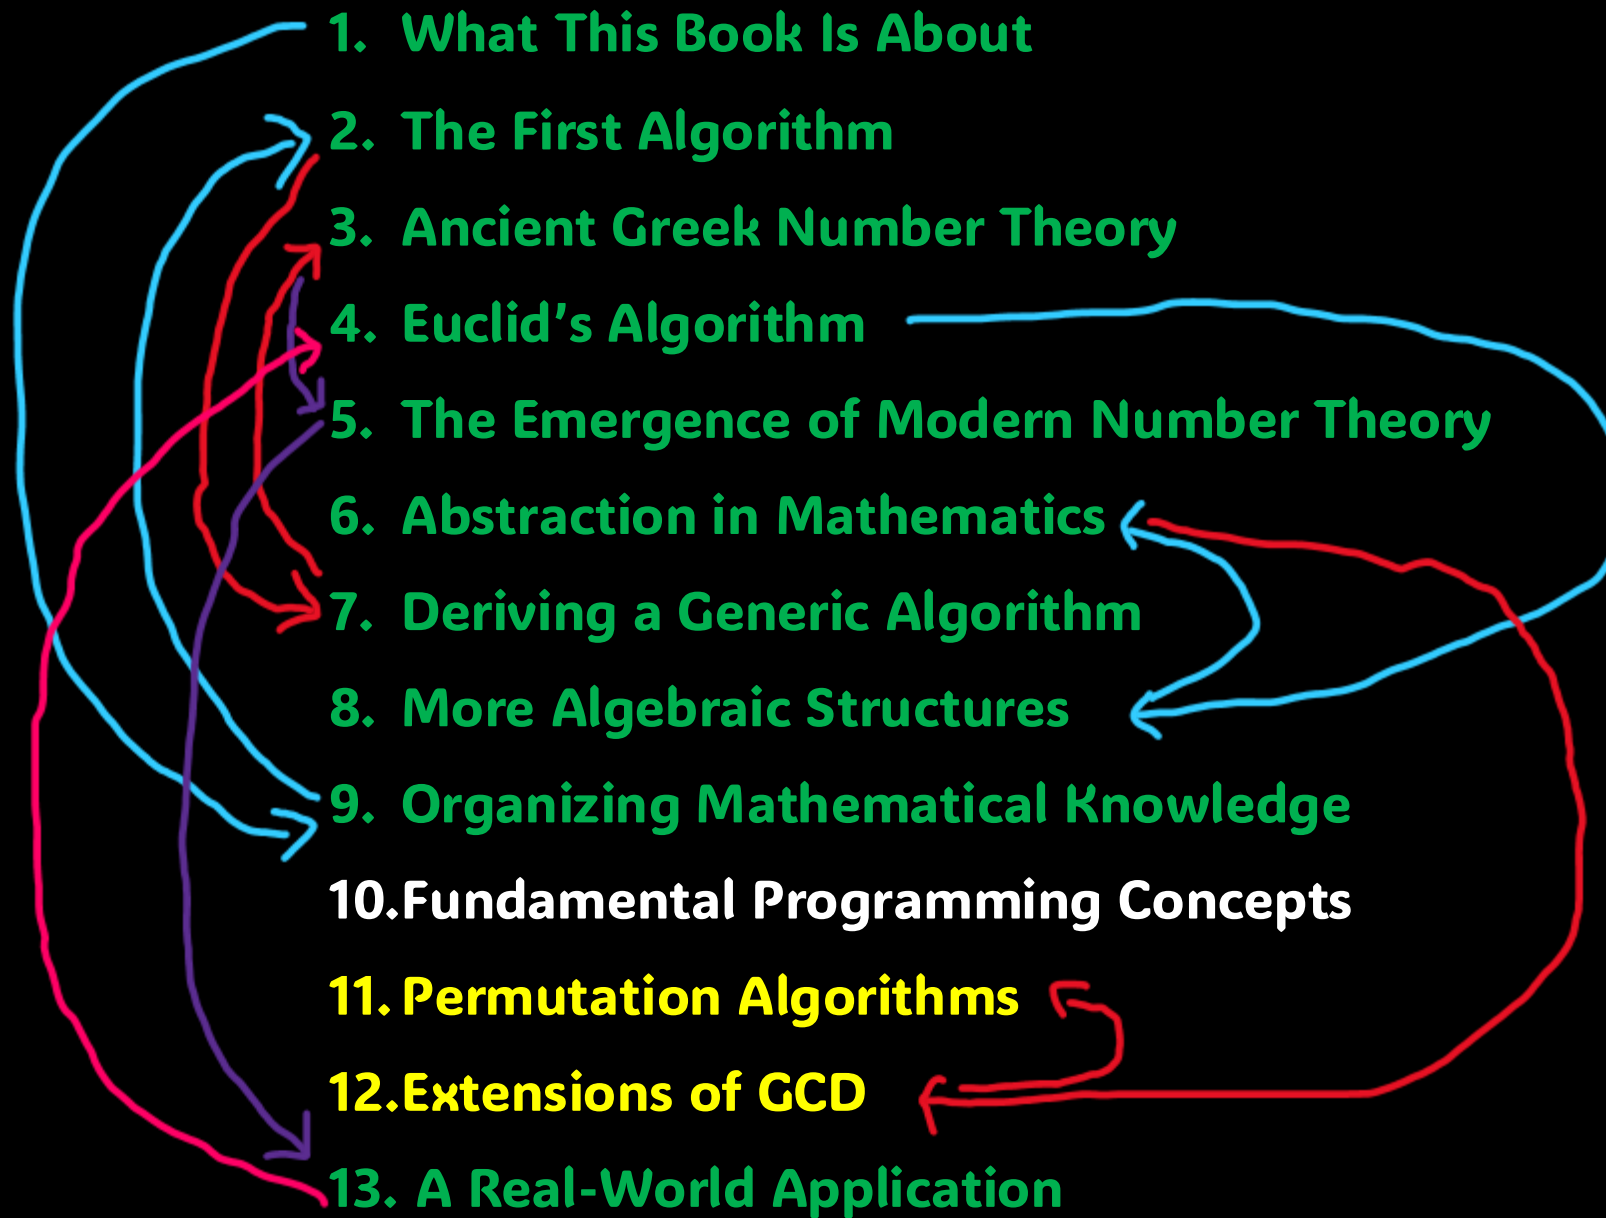 1. What This Book Is About
2. The First Algorithm
3. Ancient Greek Number Theory
4. Euclid’s Algorithm
5. The Emergence of Modern Number Theory
6. Abstraction in Mathematics
7. Deriving a Generic Algorithm
8. More Algebraic Structures
9. Organizing Mathematical Knowledge
10.Fundamental Programming Concepts
11. Permutation Algorithms
12.Extensions of GCD
13. A Real-World Application